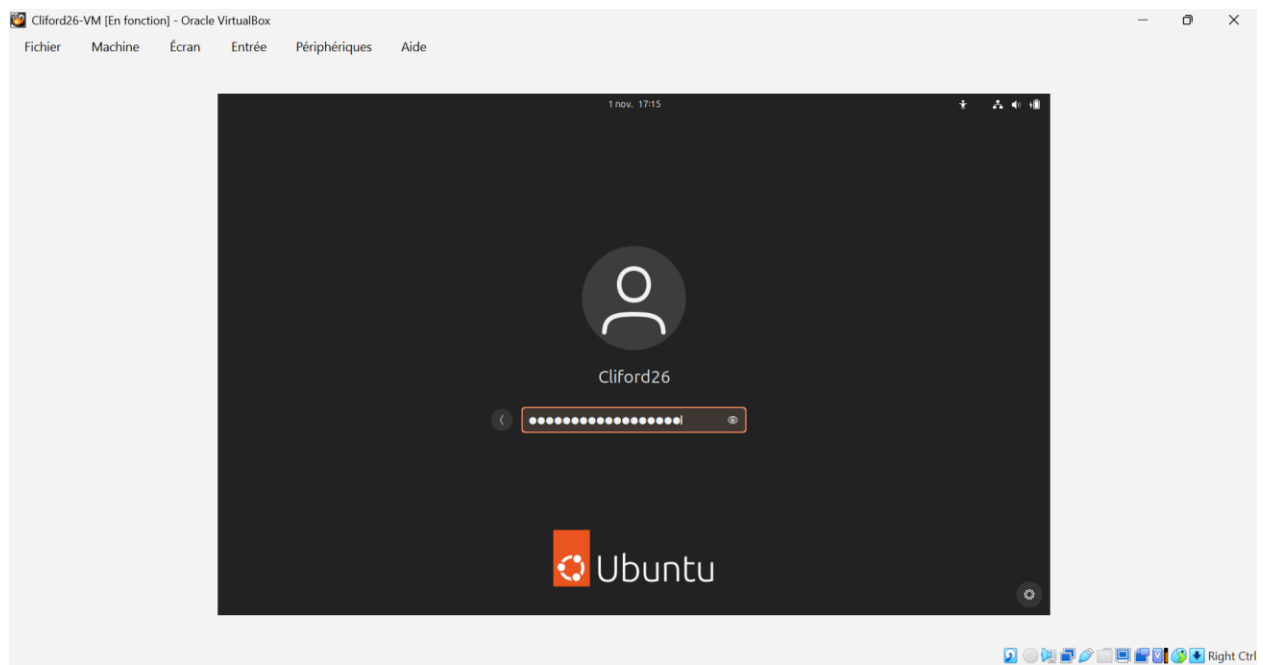 Cliford26-VM [En fonction] - Oracle VirtualBox
Fichier Machine Écran Entrée Périphériques Aide
1 nov. 17:15
Cliford26
Ubuntu
Right Ctrl